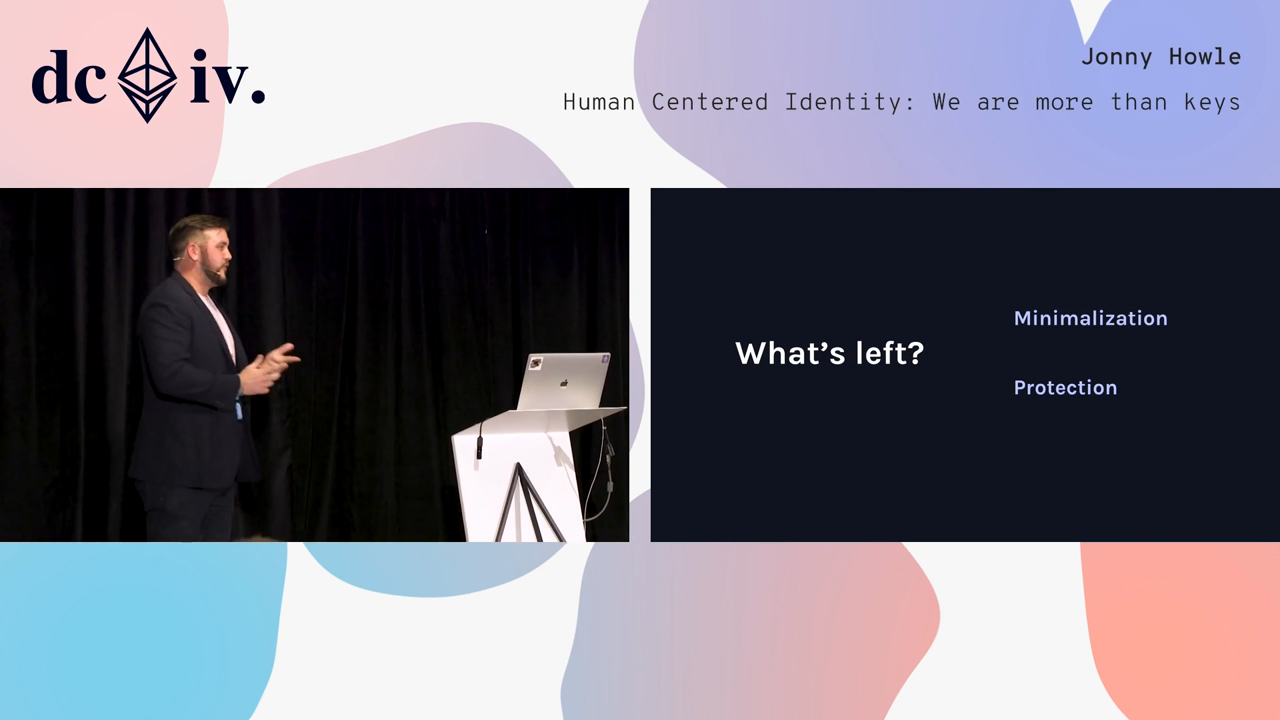 dc iv.
Jonny Howle
Human Centered Identity: We are more than keys
What's left?
Minimalization
Protection